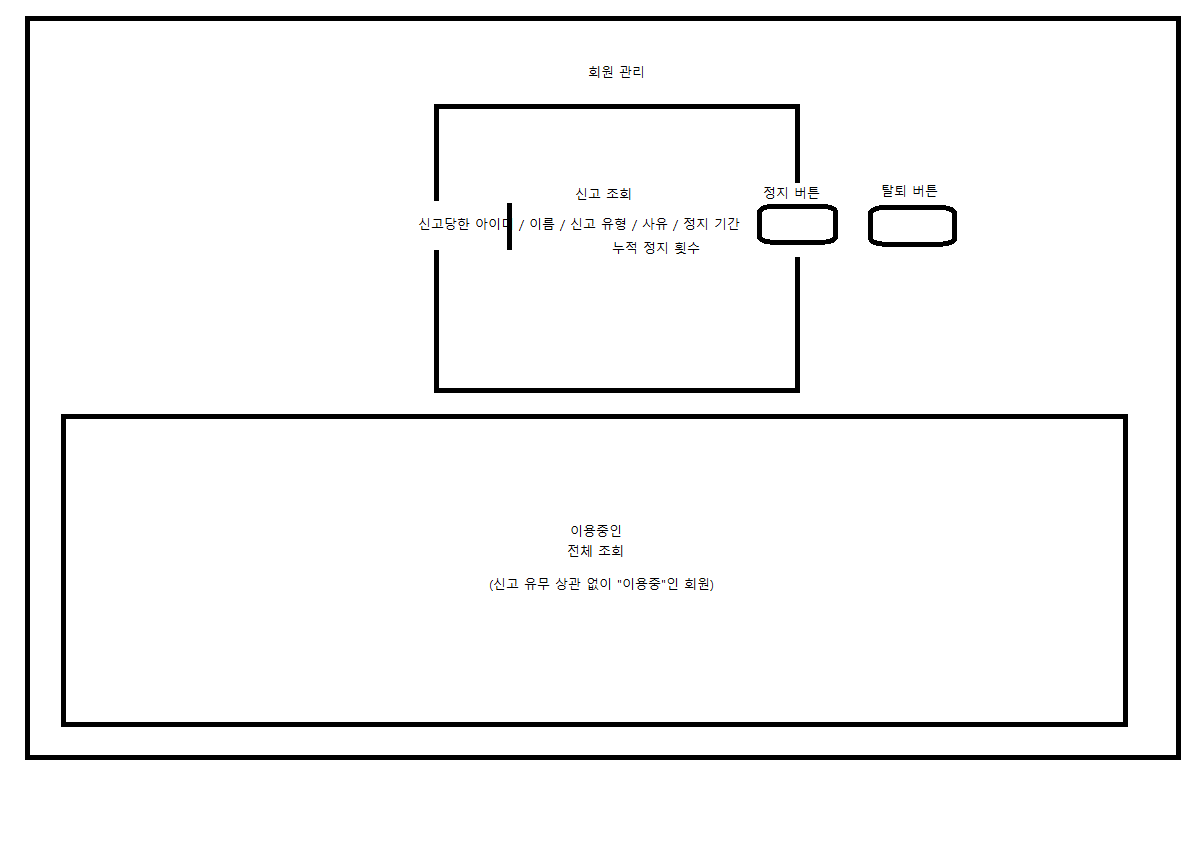 회원 관리
신고 조회
정지 버튼
탈퇴 버튼
신고당한 아이디 / 이름 / 신고 유형 / 사유 / 정지 기간
누적 정지 횟수
이용중인
전체 조회
(신고 유무 상관 없이 "이용중"인 회원)